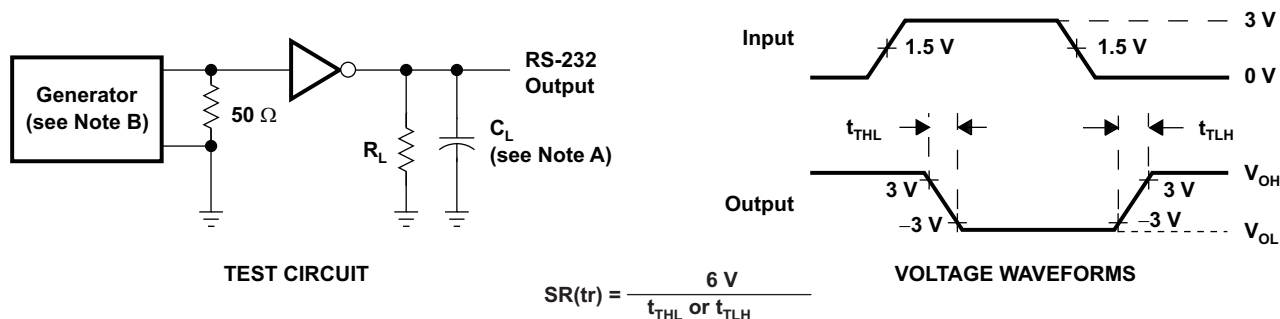 Generator
(see Note B)
50 Ω
RS-232
Output
R_L
C_L
(see Note A)
TEST CIRCUIT
Input
1.5 V
1.5 V
3 V
0 V
t_THL
t_TLH
Output
3 V
−3 V
3 V
−3 V
V_OH
V_OL
VOLTAGE WAVEFORMS
SR(tr) = 6 V
t_THL or t_TLH